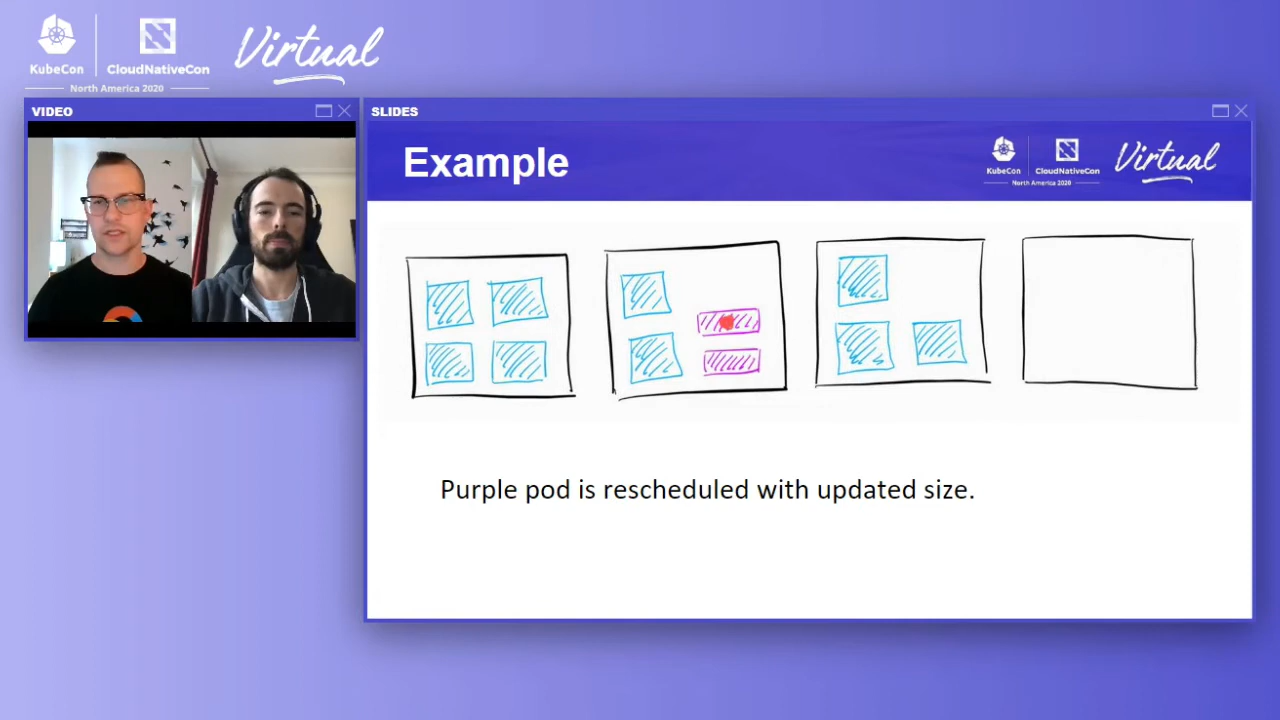 KubeCon
CloudNativeCon
Virtual
North America 2020
VIDEO
SLIDES
Example
KubeCon
CloudNativeCon
Virtual
North America 2020
Purple pod is rescheduled with updated size.